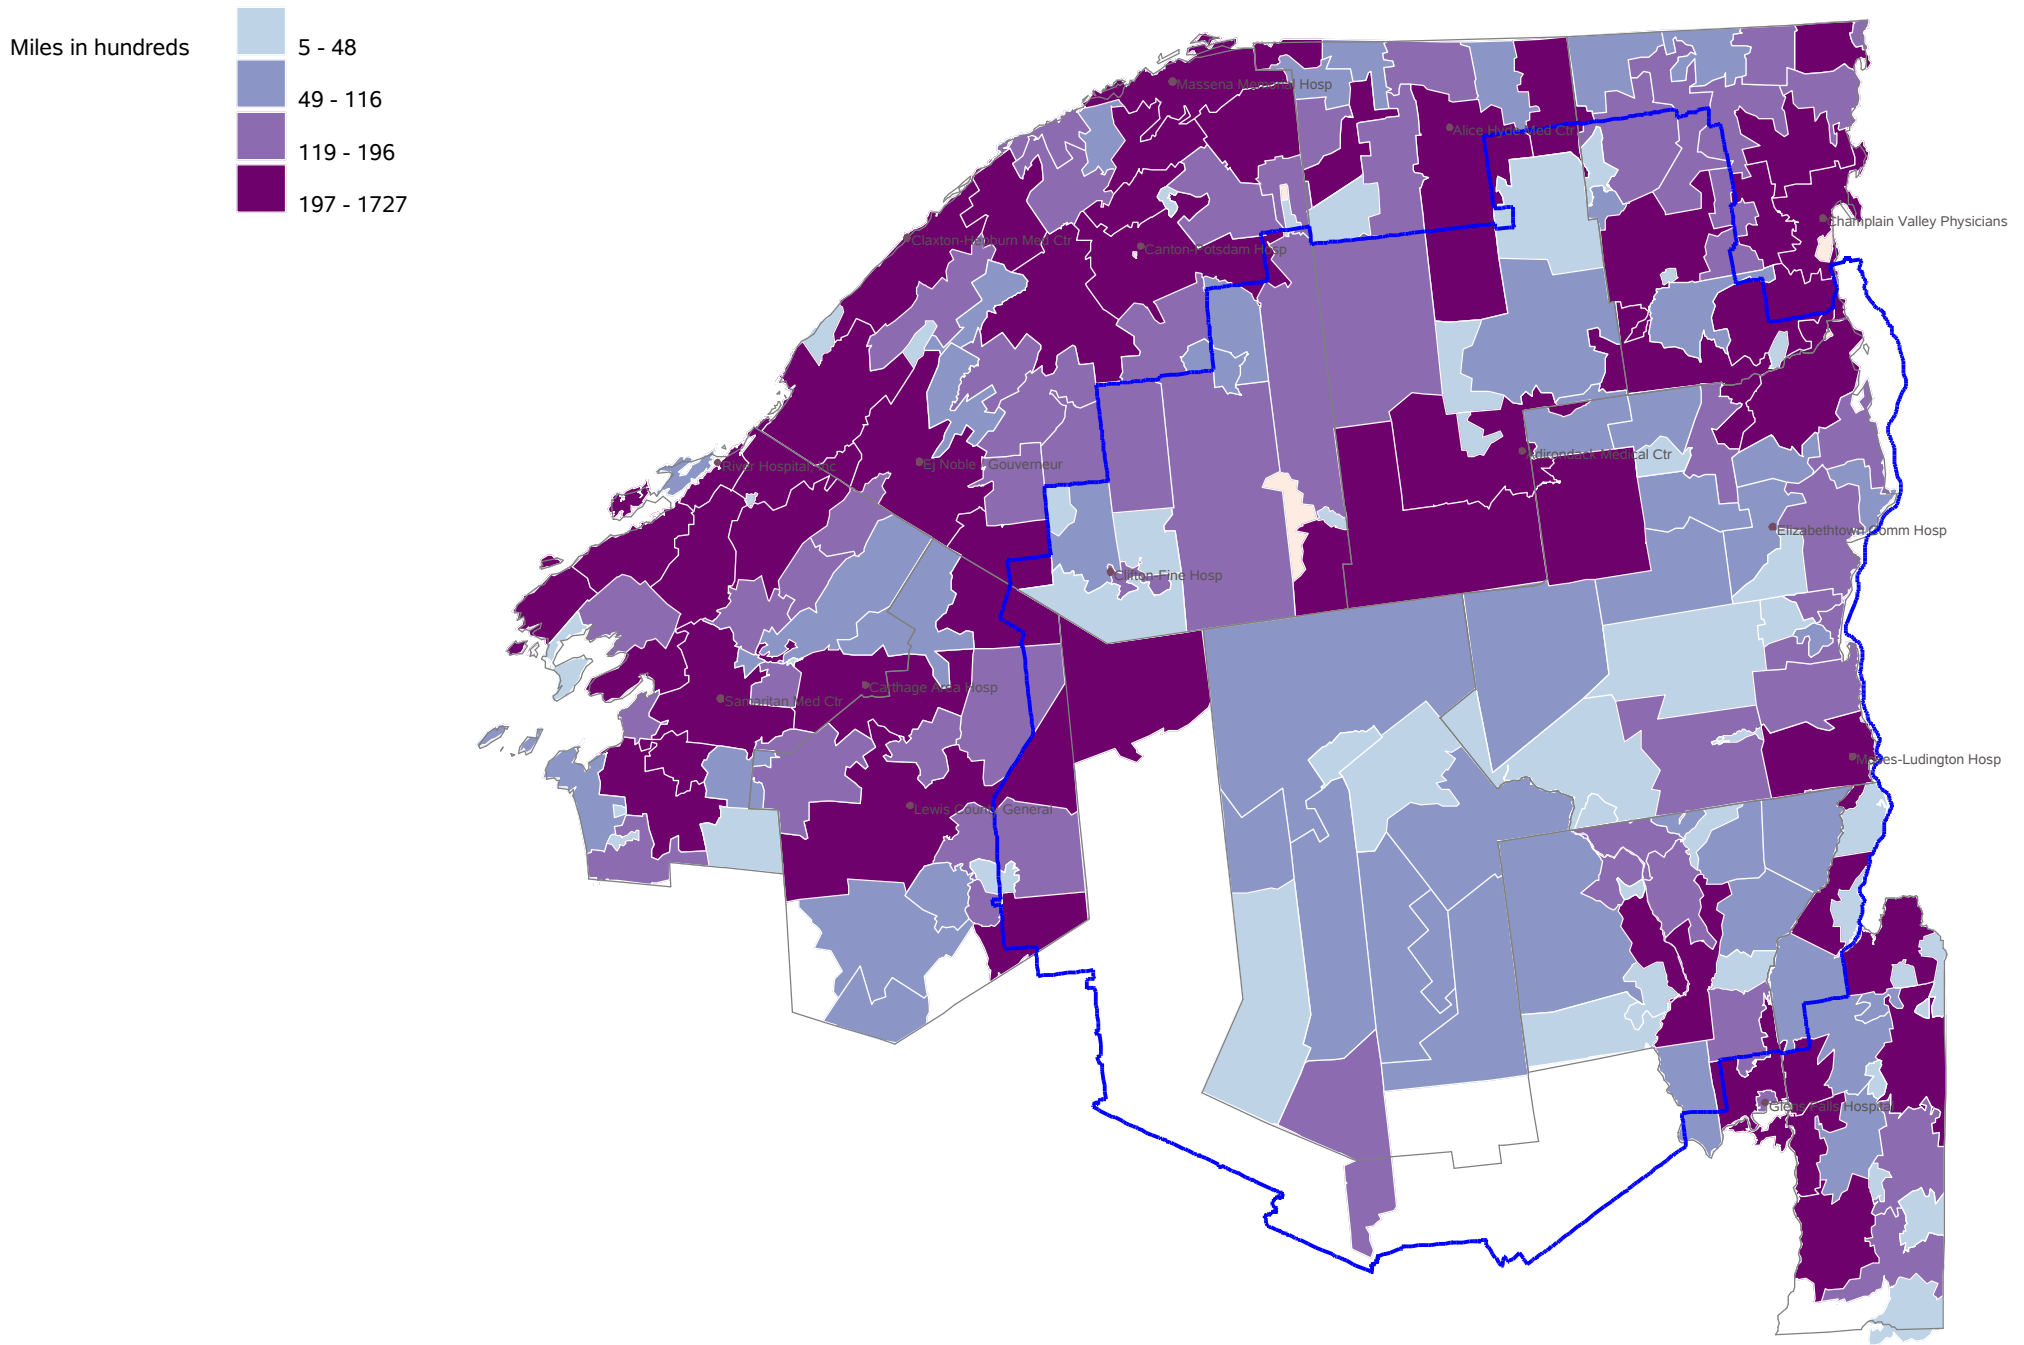 Miles in hundreds
5 - 48
49 - 116
119 - 196
197 - 1727
Massena Memorial Hosp
Alice Hyde Med Ctr
Champlain Valley Physicians
Claxton-Hepburn Med Ctr
Canton-Potsdam Hosp
River Hospital, Inc
Ej Noble - Gouverneur
Adirondack Medical Ctr
Elizabethtown Comm Hosp
Clifton-Fine Hosp
Carthage Area Hosp
Samaritan Med Ctr
Moses-Ludington Hosp
Lewis County General
Glens Falls Hospital